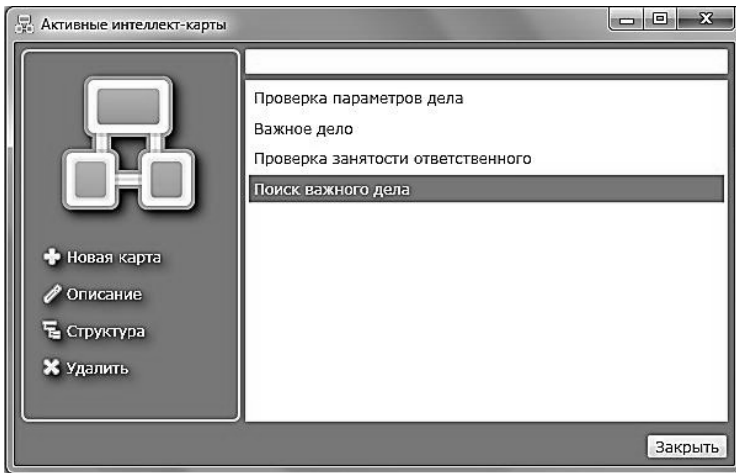 Активные интеллект-карты
Новая карта
Описание
Структура
Удалить
Проверка параметров дела
Важное дело
Проверка занятости ответственного
Поиск важного дела
Закрыть